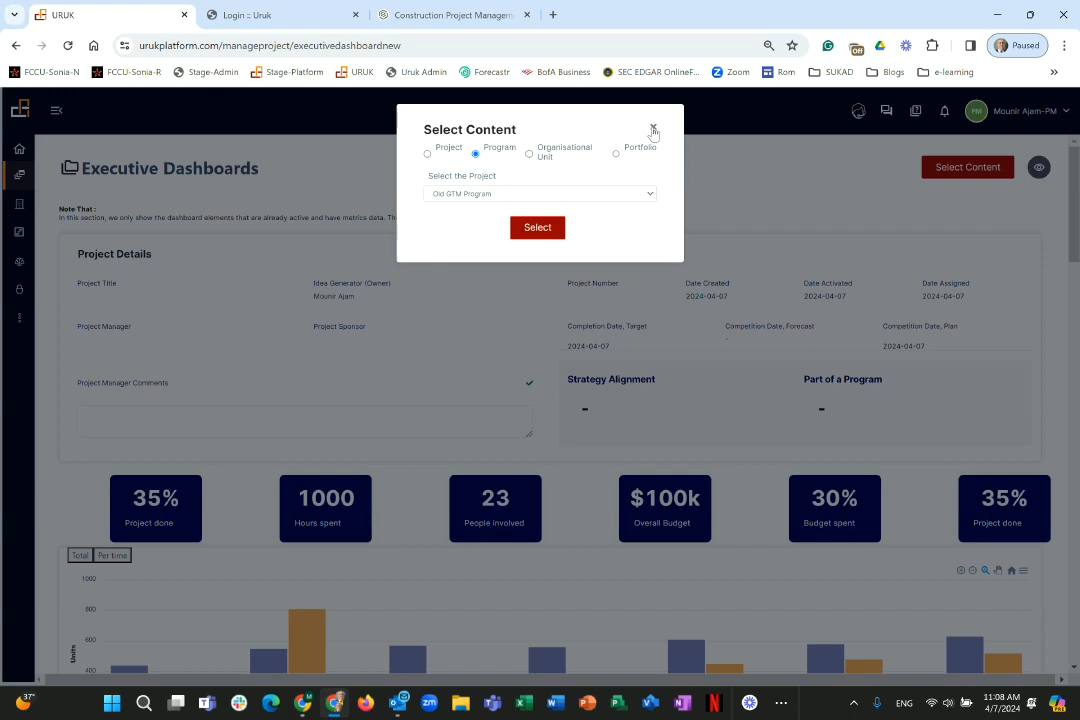 URUK
Login :: Uruk
Construction Project Managem
urukplatform.com/manageproject/executivedashboardnew
Off
Paused
FCCU-Sonia-N
FCCU-Sonia-R
Stage-Admin
Stage-Platform
URUK
Uruk Admin
Forecastr
BofA Business
SEC EDGAR OnlineF...
Zoom
Rom
SUKAD
Blogs
e-learning
PM
Mounir Ajam-PM
Executive Dashboards
Select Content
Note That :
In this section, we only show the dashboard elements that are already active and have metrics data. Th
Select Content
Project
Program
Organisational
Unit
Portfolio
Select the Project
Old GTM Program
Select
Project Details
Project Title
Idea Generator (Owner)
Mounir Ajam
Project Number
Date Created
2024-04-07
Date Activated
2024-04-07
Date Assigned
2024-04-07
Project Manager
Project Sponsor
Completion Date, Target
2024-04-07
Competition Date, Forecast
-
Competition Date, Plan
2024-04-07
Project Manager Comments
Strategy Alignment
-
Part of a Program
-
35%
Project done
1000
Hours spent
23
People involved
$100k
Overall Budget
30%
Budget spent
35%
Project done
Total
Per time
1000
800
600
400
Units
37°
ENG
11:08 AM
4/7/2024
PRE